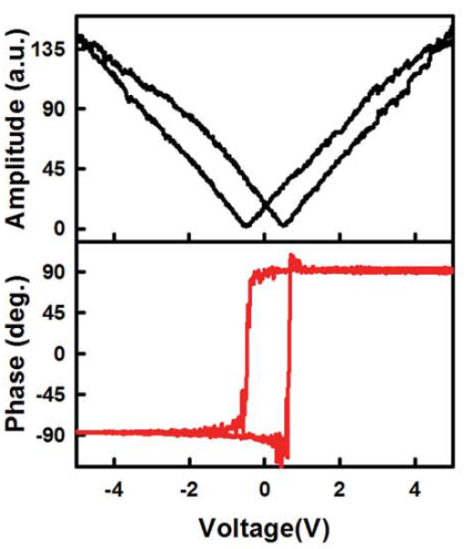 Amplitude (a.u.)
135
90
45
0
Phase (deg.)
90
45
0
-45
-90
-4 -2 0 2 4
Voltage(V)